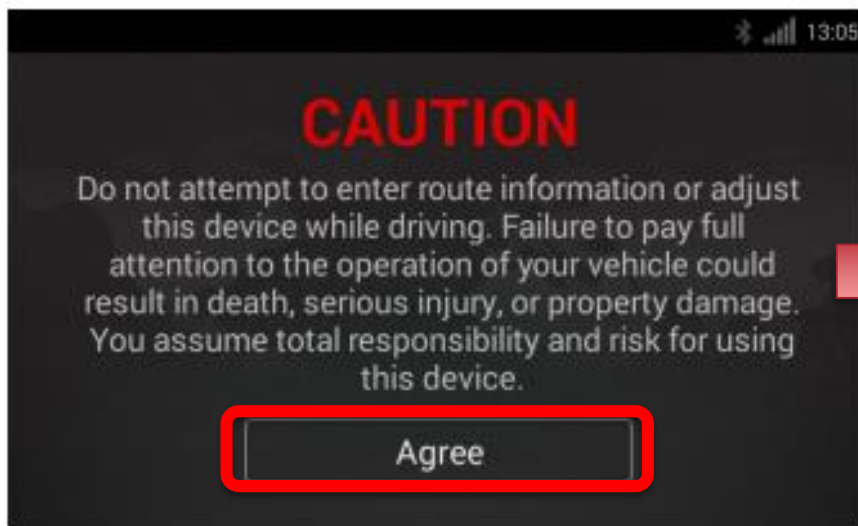 13:05
CAUTION
Do not attempt to enter route information or adjust
this device while driving. Failure to pay full
attention to the operation of your vehicle could
result in death, serious injury, or property damage.
You assume total responsibility and risk for using
this device.
Agree